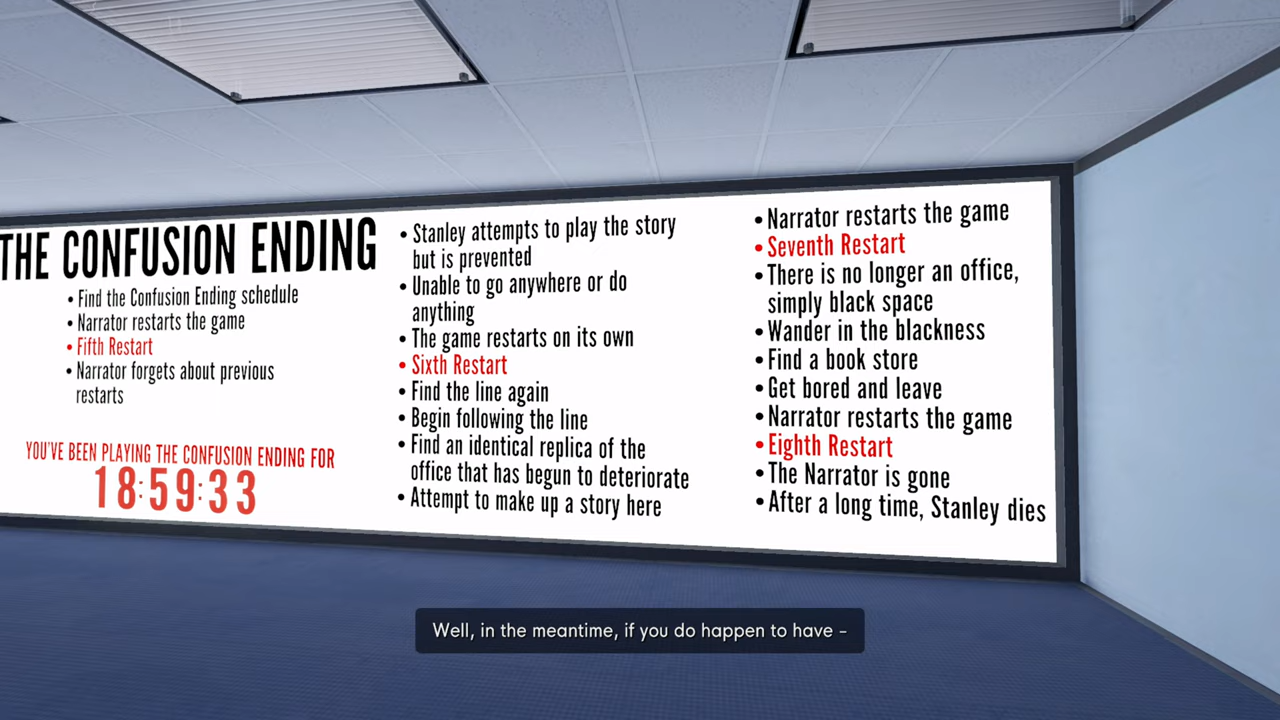 THE CONFUSION ENDING
• Find the Confusion Ending schedule
• Narrator restarts the game
• Fifth Restart
• Narrator forgets about previous
restarts
YOU'VE BEEN PLAYING THE CONFUSION ENDING FOR
18:59:33
• Stanley attempts to play the story
but is prevented
• Unable to go anywhere or do
anything
• The game restarts on its own
• Sixth Restart
• Find the line again
• Begin following the line
• Find an identical replica of the
office that has begun to deteriorate
• Attempt to make up a story here
• Narrator restarts the game
• Seventh Restart
• There is no longer an office,
simply black space
• Wander in the blackness
• Find a book store
• Get bored and leave
• Narrator restarts the game
• Eighth Restart
• The Narrator is gone
• After a long time, Stanley dies
Well, in the meantime, if you do happen to have –